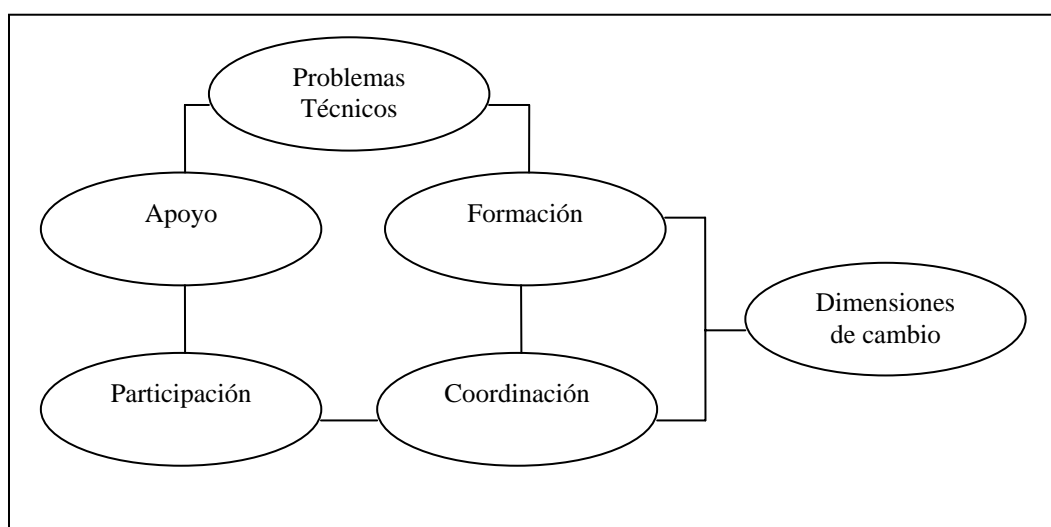 Problemas
Técnicos
Apoyo
Formación
Dimensiones
de cambio
Participación
Coordinación